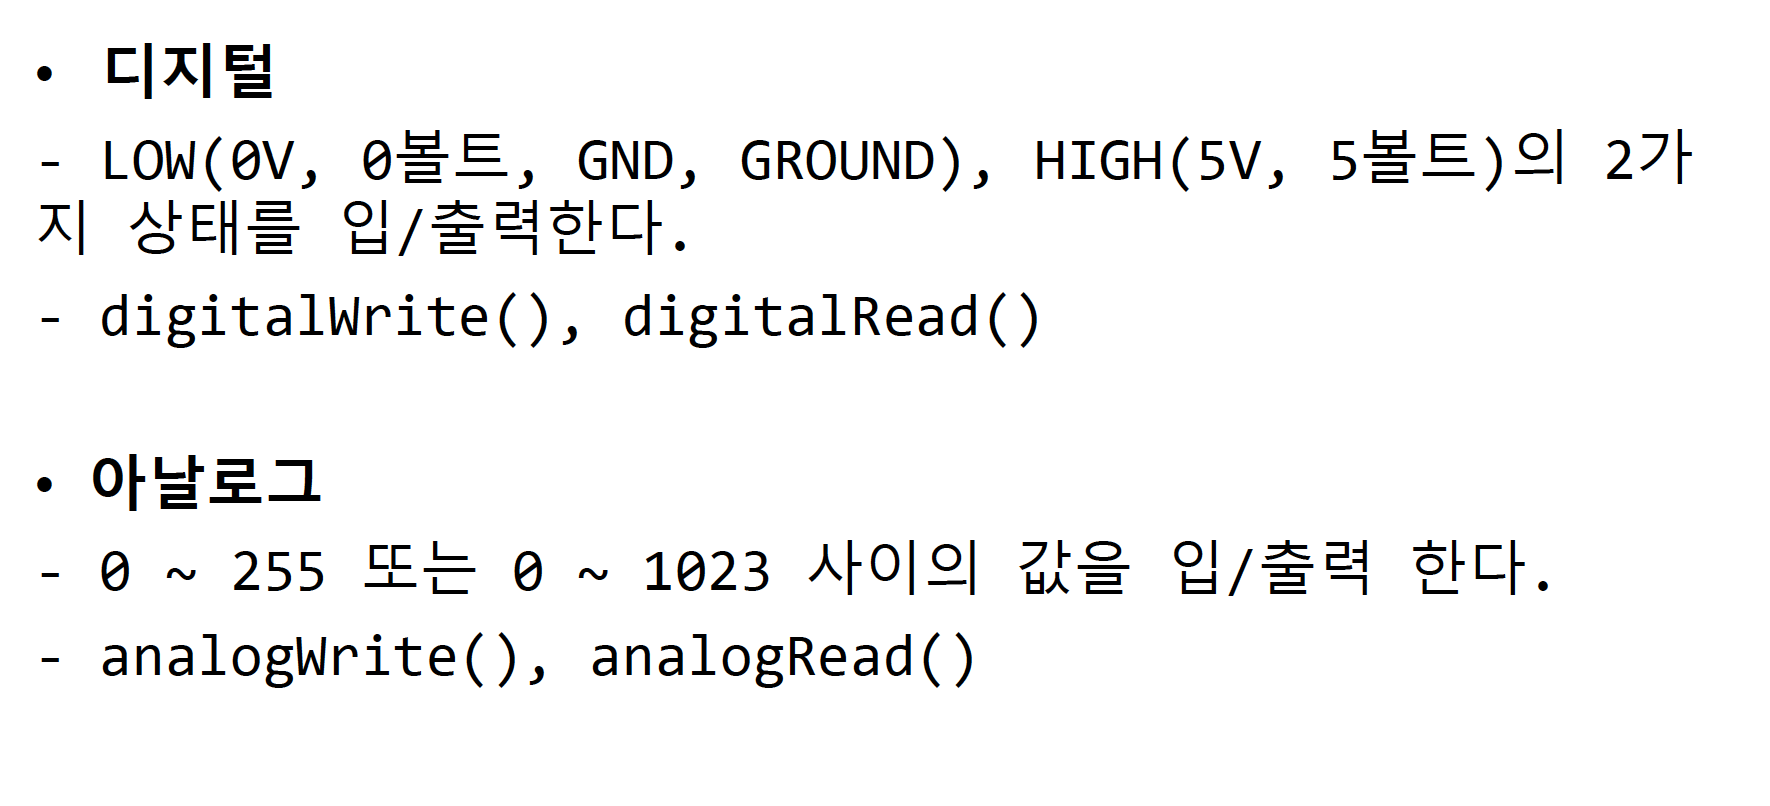 • 디지털
- LOW(0V, 0볼트, GND, GROUND), HIGH(5V, 5볼트)의 2가
지 상태를 입/출력한다.
- digitalWrite(), digitalRead()
• 아날로그
- 0 ~ 255 또는 0 ~ 1023 사이의 값을 입/출력 한다.
- analogWrite(), analogRead()